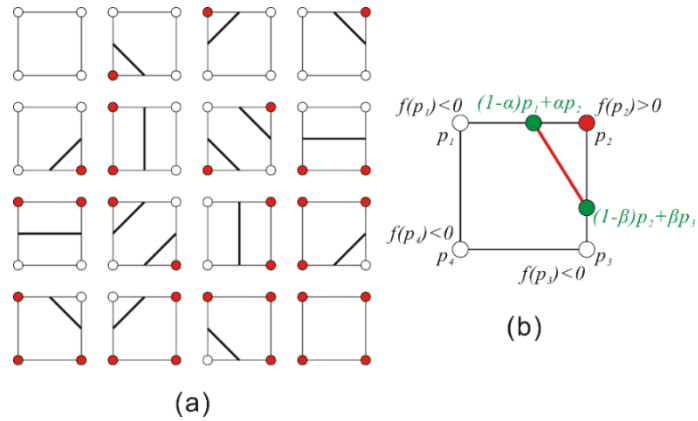 (1-α)p₁+αp₂
f(p₁)<0 f(p₂)>0
p₁ p₂
(1-β)p₂+βp₃
f(p₄)<0
p₄ p₃
f(p₃)<0
(b)
(a)